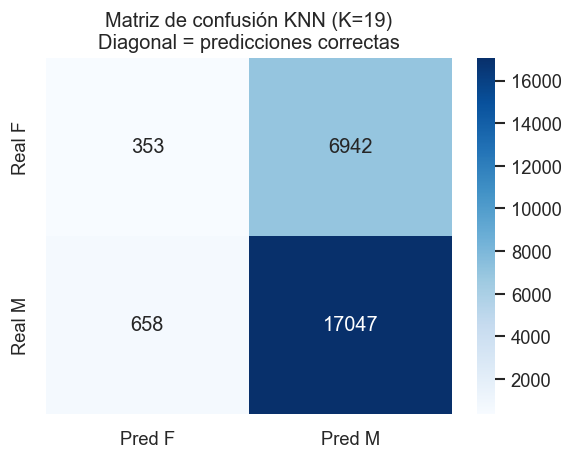 Matriz de confusión KNN (K=19)
Diagonal = predicciones correctas
Real F
353
6942
Real M
658
17047
Pred F
Pred M
16000
14000
12000
10000
8000
6000
4000
2000